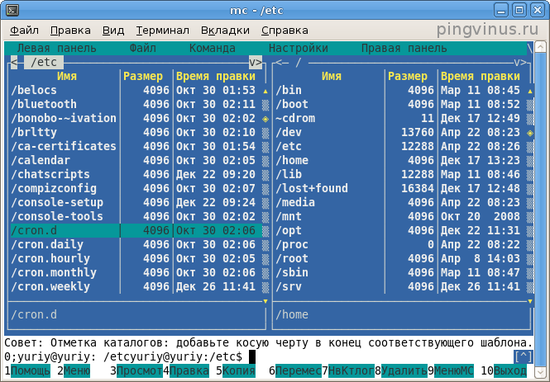 mc - /etc
Файл Правка Вид Терминал Вкладки Справка
pingvinus.ru
Левая панель Файл Команда Настройки Правая панель
<─ /etc v> <─ / v>
Имя Размер Время правки Имя Размер Время правки
/belocs 4096 Окт 30 01:53 /bin 4096 Мар 11 08:45
/bluetooth 4096 Окт 30 02:11 /boot 4096 Мар 11 08:52
/bonobo-~ivation 4096 Окт 30 02:02 ~cdrom 11 Дек 17 12:49
/brltty 4096 Окт 30 02:10 /dev 13760 Апр 22 08:23
/ca-certificates 4096 Окт 30 01:54 /etc 12288 Апр 22 08:26
/calendar 4096 Окт 30 02:05 /home 4096 Дек 17 13:23
/chatscripts 4096 Дек 22 09:20 /lib 12288 Мар 11 08:46
/compizconfig 4096 Окт 30 02:07 /lost+found 16384 Дек 17 12:48
/console-setup 4096 Дек 22 09:24 /media 4096 Апр 22 08:23
/console-tools 4096 Окт 30 02:02 /mnt 4096 Окт 20 2008
/cron.d 4096 Окт 30 02:06 /opt 4096 Дек 22 11:31
/cron.daily 4096 Окт 30 02:06 /proc 0 Апр 22 08:22
/cron.hourly 4096 Окт 30 02:05 /root 4096 Апр 8 14:03
/cron.monthly 4096 Окт 30 02:06 /sbin 4096 Мар 11 08:47
/cron.weekly 4096 Дек 26 11:41 /srv 4096 Дек 26 11:41
/cron.d /home
Совет: Отметка каталогов: добавьте косую черту в конец соответствующего шаблона.
0;yuriy@yuriy: /etcyuriy@yuriy:/etc$ [^]
1Помощь 2Меню 3Просмот4Правка 5Копия 6Перемес7НвКтлог8Удалить9МенюМС 10Выход